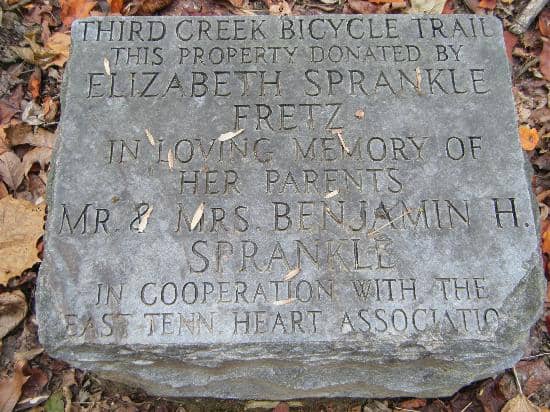 THIRD CREEK BICYCLE TRAIL
THIS PROPERTY DONATED BY
ELIZABETH SPRANKLE
FRETZ
IN LOVING MEMORY OF
HER PARENTS
MR. & MRS. BENJAMIN H.
SPRANKLE
IN COOPERATION WITH THE
EAST TENN HEART ASSOCIATIO